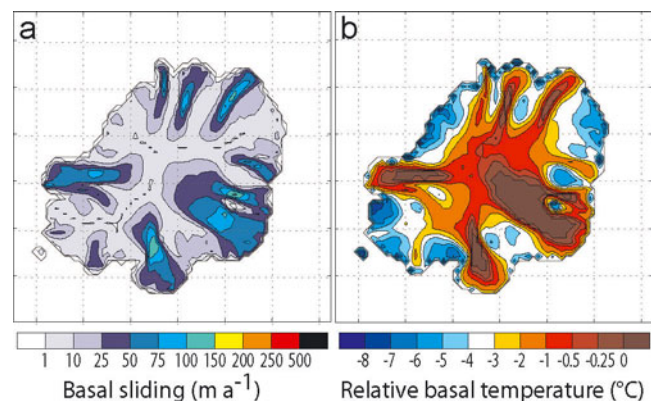 a
b
1 10 25 50 75 100 150 200 250 500
-8 -7 -6 -5 -4 -3 -2 -1 -0.5 -0.25 0
Basal sliding (m a⁻¹)
Relative basal temperature (°C)